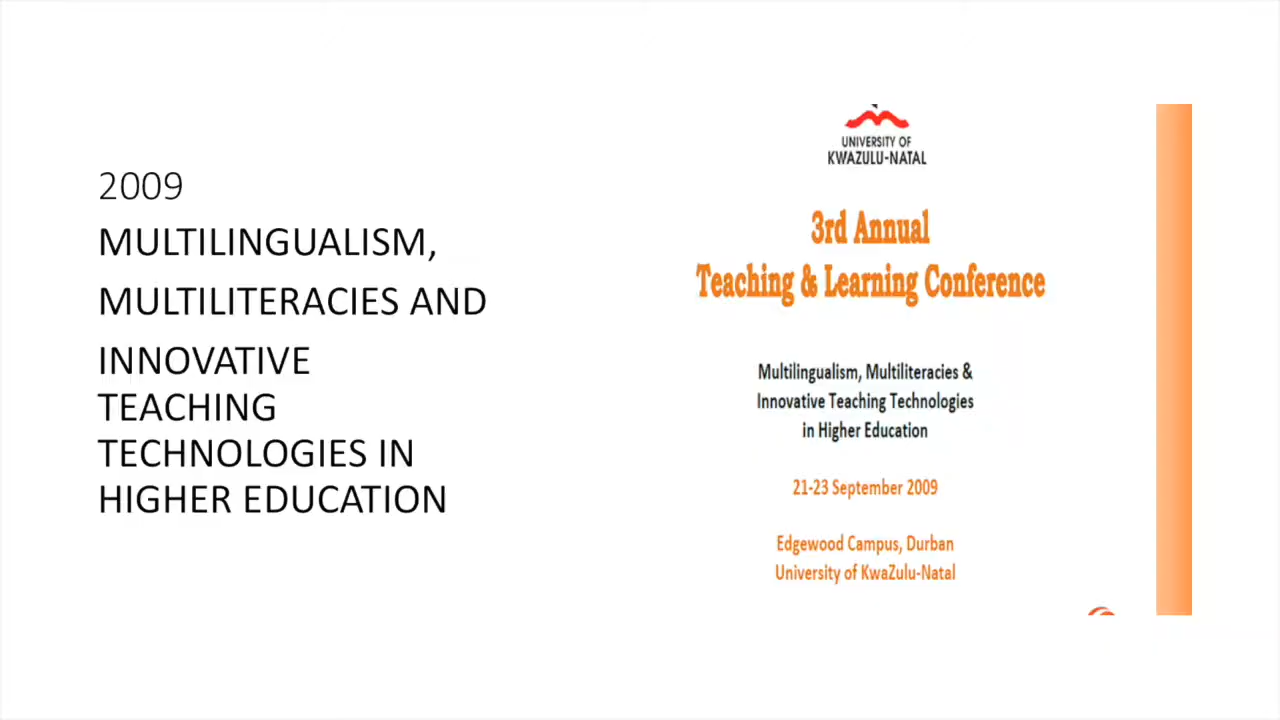 2009
MULTILINGUALISM,
MULTILITERACIES AND
INNOVATIVE
TEACHING
TECHNOLOGIES IN
HIGHER EDUCATION
UNIVERSITY OF
KWAZULU-NATAL
3rd Annual
Teaching & Learning Conference
Multilingualism, Multiliteracies &
Innovative Teaching Technologies
in Higher Education
21-23 September 2009
Edgewood Campus, Durban
University of KwaZulu-Natal